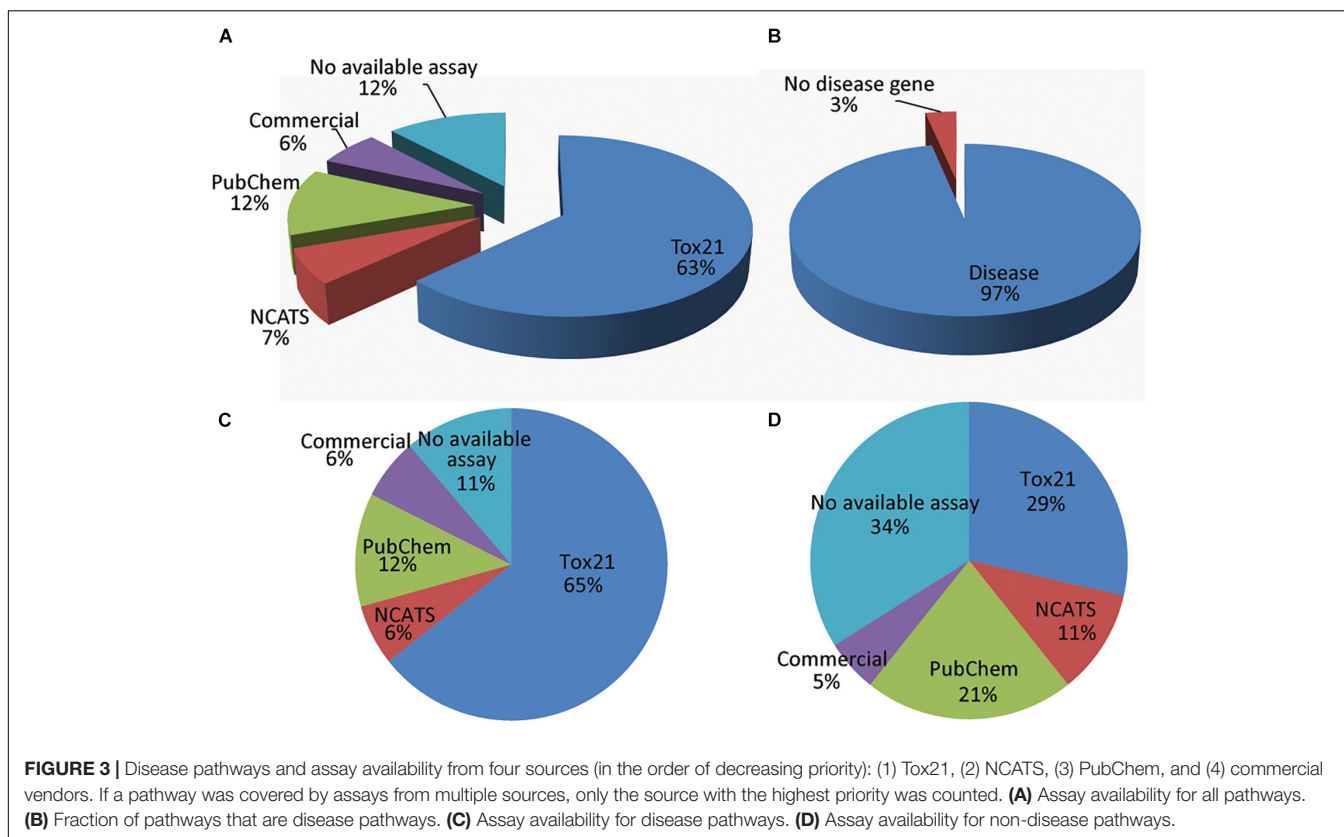 A
No available assay
12%
Commercial
6%
PubChem
12%
NCATS
7%
Tox21
63%
B
No disease gene
3%
Disease
97%
C
Commercial
6%
No available
assay
11%
PubChem
12%
NCATS
6%
Tox21
65%
D
No available assay
34%
Tox21
29%
NCATS
11%
PubChem
21%
Commercial
5%
FIGURE 3 | Disease pathways and assay availability from four sources (in the order of decreasing priority): (1) Tox21, (2) NCATS, (3) PubChem, and (4) commercial
vendors. If a pathway was covered by assays from multiple sources, only the source with the highest priority was counted. (A) Assay availability for all pathways.
(B) Fraction of pathways that are disease pathways. (C) Assay availability for disease pathways. (D) Assay availability for non-disease pathways.